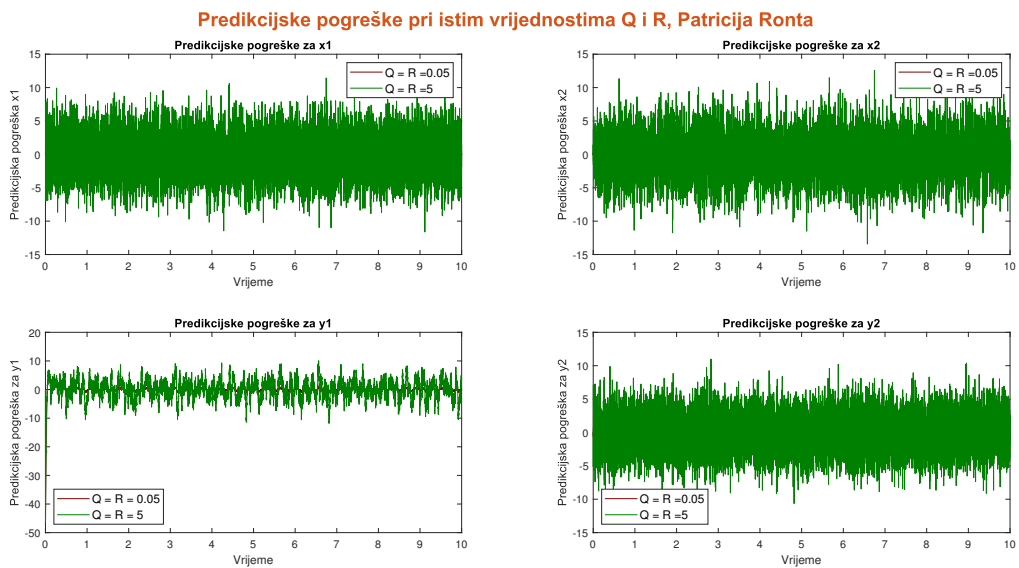 Predikcijske pogreške pri istim vrijednostima Q i R, Patricija Ronta
Predikcijske pogreške za x1
Predikcijska pogreška x1
15
10
5
0
-5
-10
-15
Q = R =0.05
Q = R =5
0 1 2 3 4 5 6 7 8 9 10
Vrijeme
Predikcijske pogreške za x2
Predikcijska pogreška x2
15
10
5
0
-5
-10
-15
Q = R =0.05
Q = R =5
0 1 2 3 4 5 6 7 8 9 10
Vrijeme
Predikcijske pogreške za y1
Predikcijska pogreška za y1
20
10
0
-10
-20
-30
-40
-50
Q = R = 0.05
Q = R = 5
0 1 2 3 4 5 6 7 8 9 10
Vrijeme
Predikcijske pogreške za y2
Predikcijska pogreška y2
15
10
5
0
-5
-10
-15
Q = R =0.05
Q = R =5
0 1 2 3 4 5 6 7 8 9 10
Vrijeme